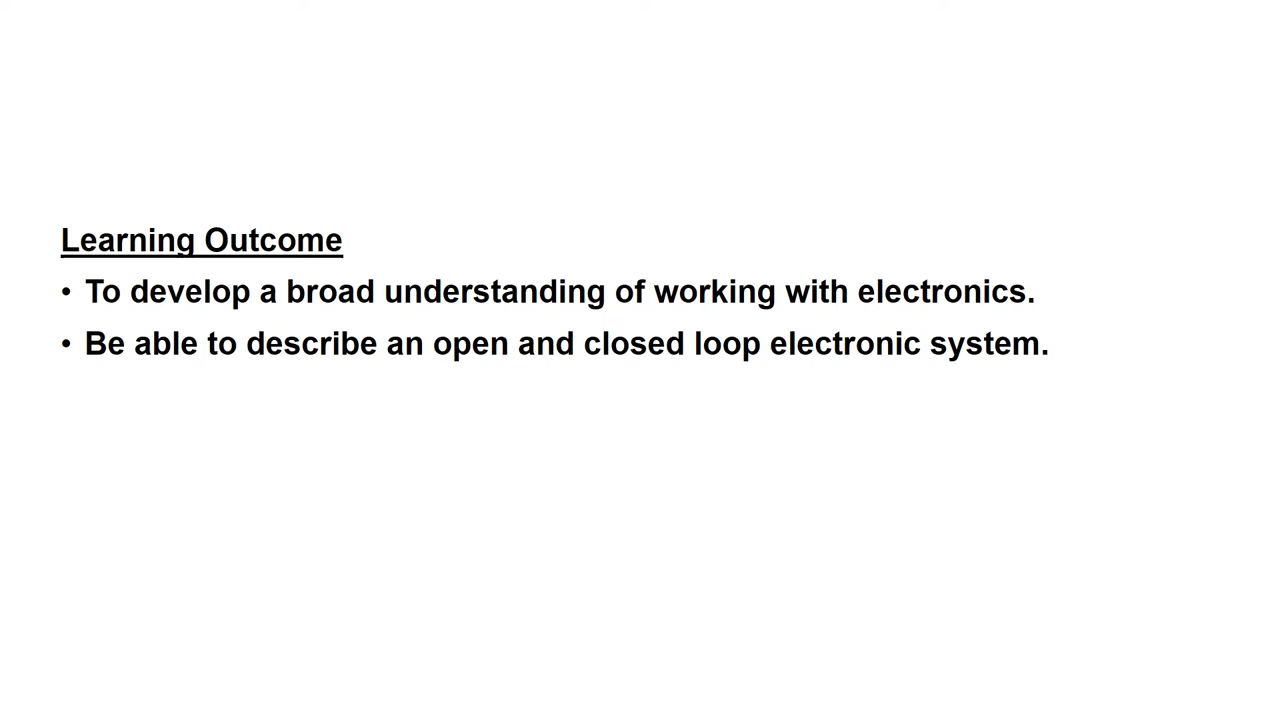 Learning Outcome
• To develop a broad understanding of working with electronics.
• Be able to describe an open and closed loop electronic system.